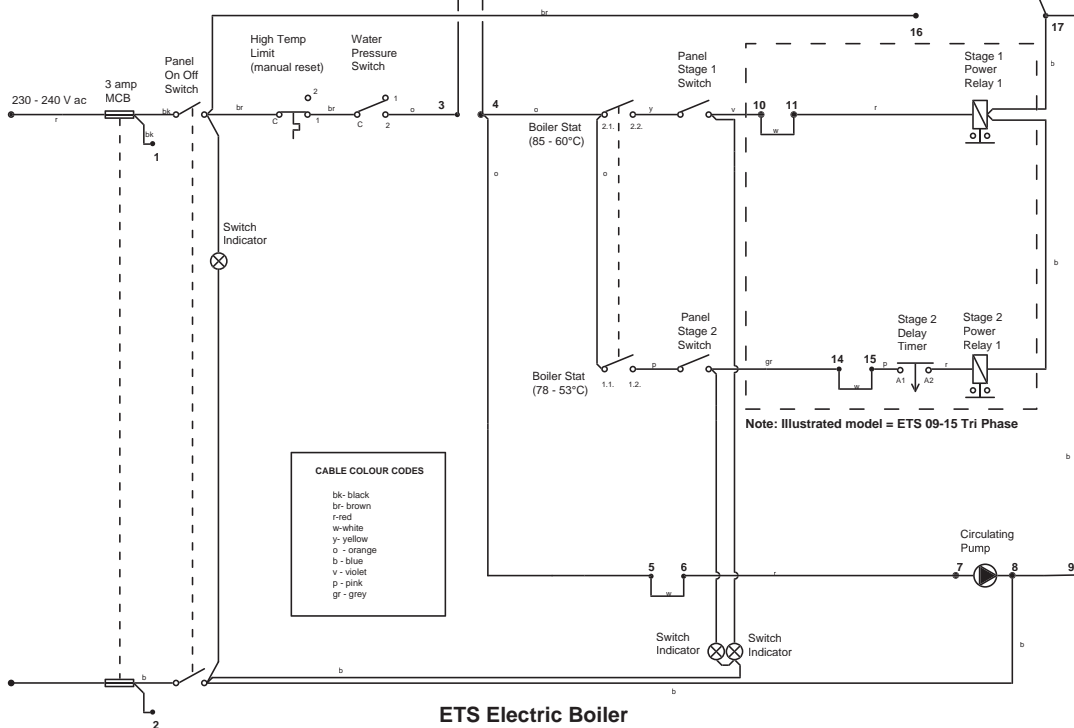 br
16
17
b
230 - 240 V ac
r
3 amp
MCB
bk
bk
1
Panel
On Off
Switch
br
High Temp
Limit
(manual reset)
2
C
1
br
Water
Pressure
Switch
1
C
2
o
3
4
o
o
Boiler Stat
(85 - 60°C)
2.1.
2.2.
y
o
Panel
Stage 1
Switch
v
10
11
w
r
Stage 1
Power
Relay 1
b
Switch
Indicator
Boiler Stat
(78 - 53°C)
1.1.
1.2.
p
Panel
Stage 2
Switch
gr
14
15
w
p
Stage 2
Delay
Timer
A1
A2
r
Stage 2
Power
Relay 1
Note: Illustrated model = ETS 09-15 Tri Phase
b
CABLE COLOUR CODES
bk- black
br- brown
r-red
w-white
y- yellow
o - orange
b - blue
v - violet
p - pink
gr - grey
5
6
w
r
7
Circulating
Pump
8
9
b
Switch
Indicator
Switch
Indicator
b
b
b
2
ETS Electric Boiler